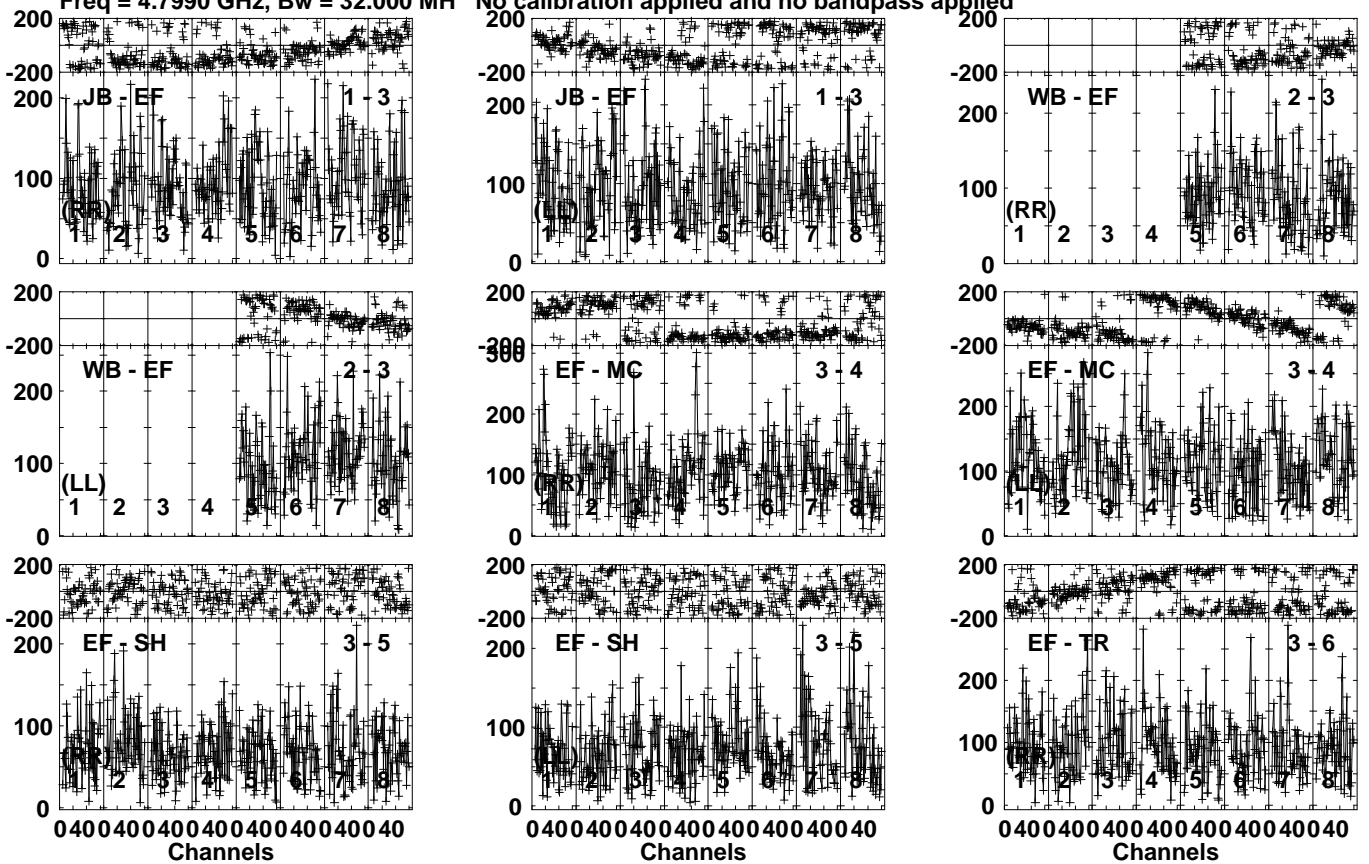 Freq = 4.7990 GHz, Bw = 32.000 MH No calibration applied and no bandpass applied
200
-200
200
100
0
JB - EF 1 - 3
(RR)
1 2 3 4 5 6 7 8
200
-200
200
100
0
JB - EF 1 - 3
(LL)
1 2 3 4 5 6 7 8
200
-200
200
100
0
WB - EF 2 - 3
(RR)
1 2 3 4 5 6 7 8
200
-200
200
100
0
WB - EF 2 - 3
(LL)
1 2 3 4 5 6 7 8
200
-200
300
200
100
0
EF - MC 3 - 4
(RR)
1 2 3 4 5 6 7 8
200
-200
200
100
0
EF - MC 3 - 4
(LL)
1 2 3 4 5 6 7 8
200
-200
200
100
0
EF - SH 3 - 5
(RR)
1 2 3 4 5 6 7 8
0 40 0 40 0 40 0 40 0 40 0 40 0 40 0 40
Channels
200
-200
200
100
0
EF - SH 3 - 5
(LL)
1 2 3 4 5 6 7 8
0 40 0 40 0 40 0 40 0 40 0 40 0 40 0 40
Channels
200
-200
200
100
0
EF - TR 3 - 6
(RR)
1 2 3 4 5 6 7 8
0 40 0 40 0 40 0 40 0 40 0 40 0 40 0 40
Channels